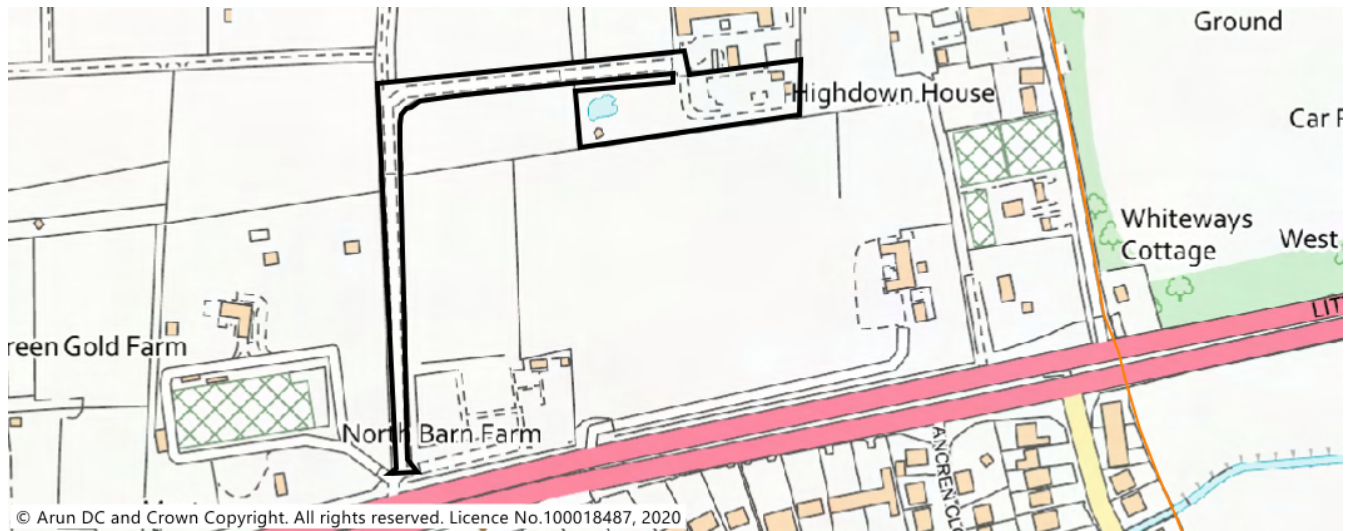 Ground
Highdown House
Car
Whiteways
Cottage
West
reen Gold Farm
LIT
North Barn Farm
ANCREN CLO
© Arun DC and Crown Copyright. All rights reserved. Licence No.100018487, 2020